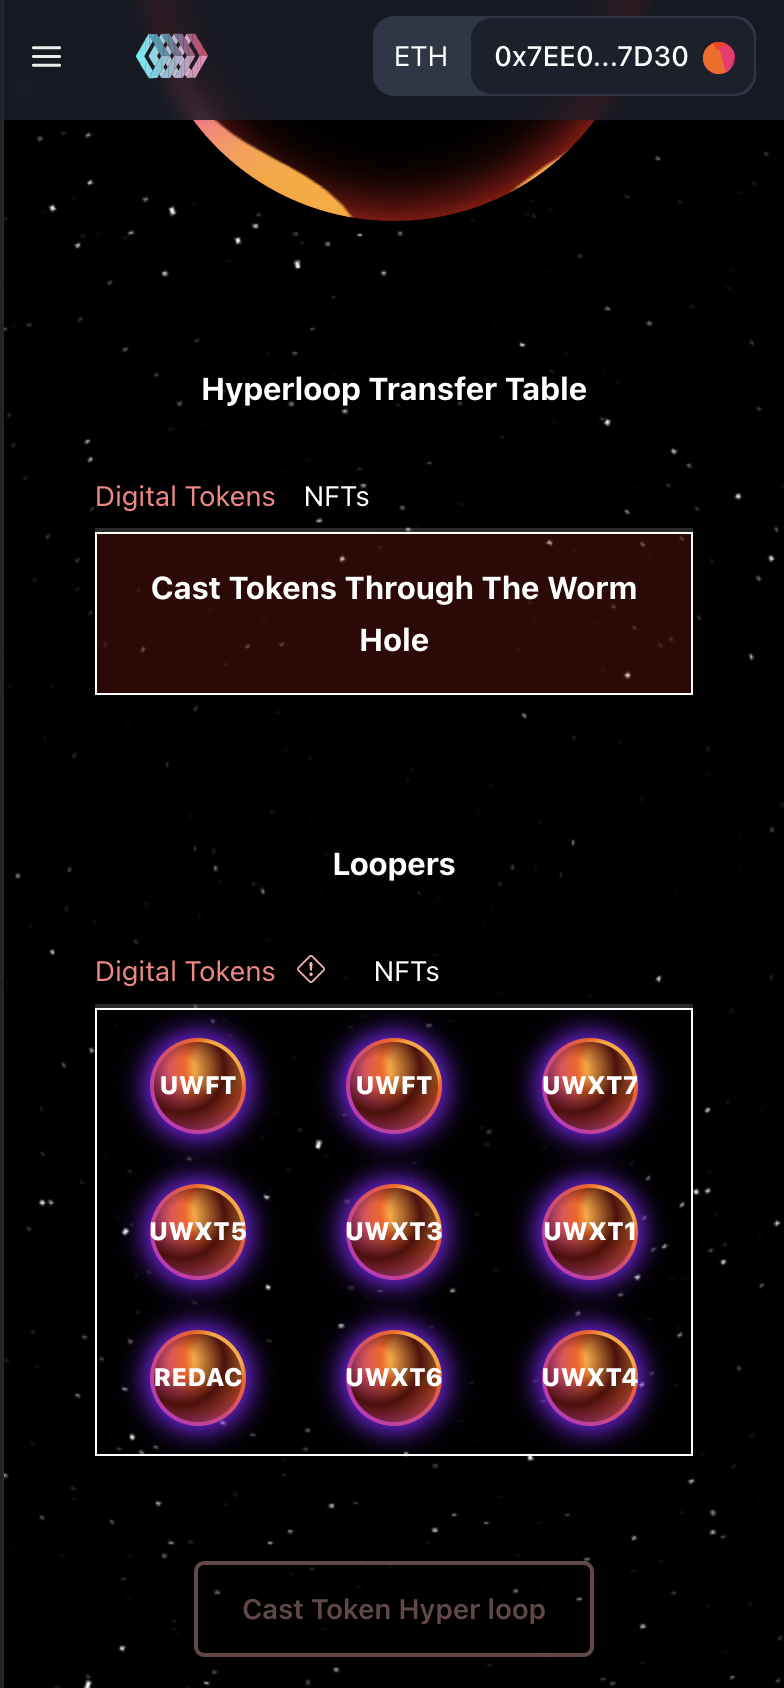 ETH 0x7EE0...7D30
Hyperloop Transfer Table
Digital Tokens NFTs
Cast Tokens Through The Worm
Hole
Loopers
Digital Tokens NFTs
UWFT UWFT UWXT7
UWXT5 UWXT3 UWXT1
REDAC UWXT6 UWXT4
Cast Token Hyper loop